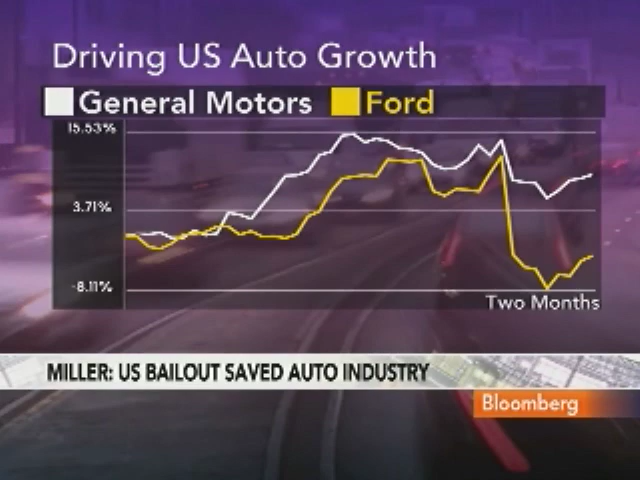 Driving US Auto Growth
General Motors Ford
15.53%
3.71%
-8.11%
Two Months
MILLER: US BAILOUT SAVED AUTO INDUSTRY
Bloomberg